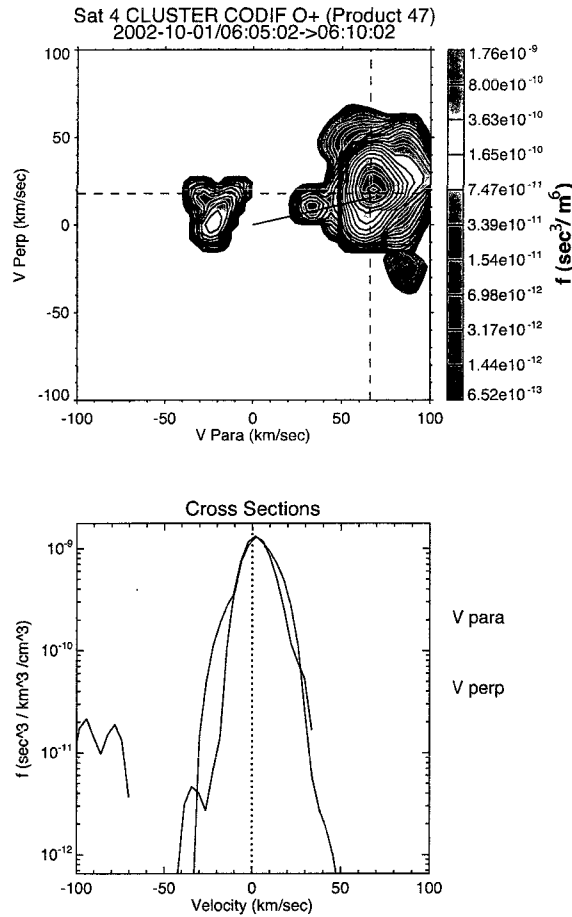 Sat 4 CLUSTER CODIF O+ (Product 47)
2002-10-01/06:05:02->06:10:02
100
50
0
-50
-100
V Perp (km/sec)
-100
-50
0
50
100
V Para (km/sec)
1.76e10⁻⁹
8.00e10⁻¹⁰
3.63e10⁻¹⁰
1.65e10⁻¹⁰
7.47e10⁻¹¹
3.39e10⁻¹¹
1.54e10⁻¹¹
6.98e10⁻¹²
3.17e10⁻¹²
1.44e10⁻¹²
6.52e10⁻¹³
f (sec³/ m⁶)
Cross Sections
10⁻⁹
10⁻¹⁰
10⁻¹¹
10⁻¹²
f (sec^3 / km^3 /cm^3)
-100
-50
0
50
100
Velocity (km/sec)
V para
V perp